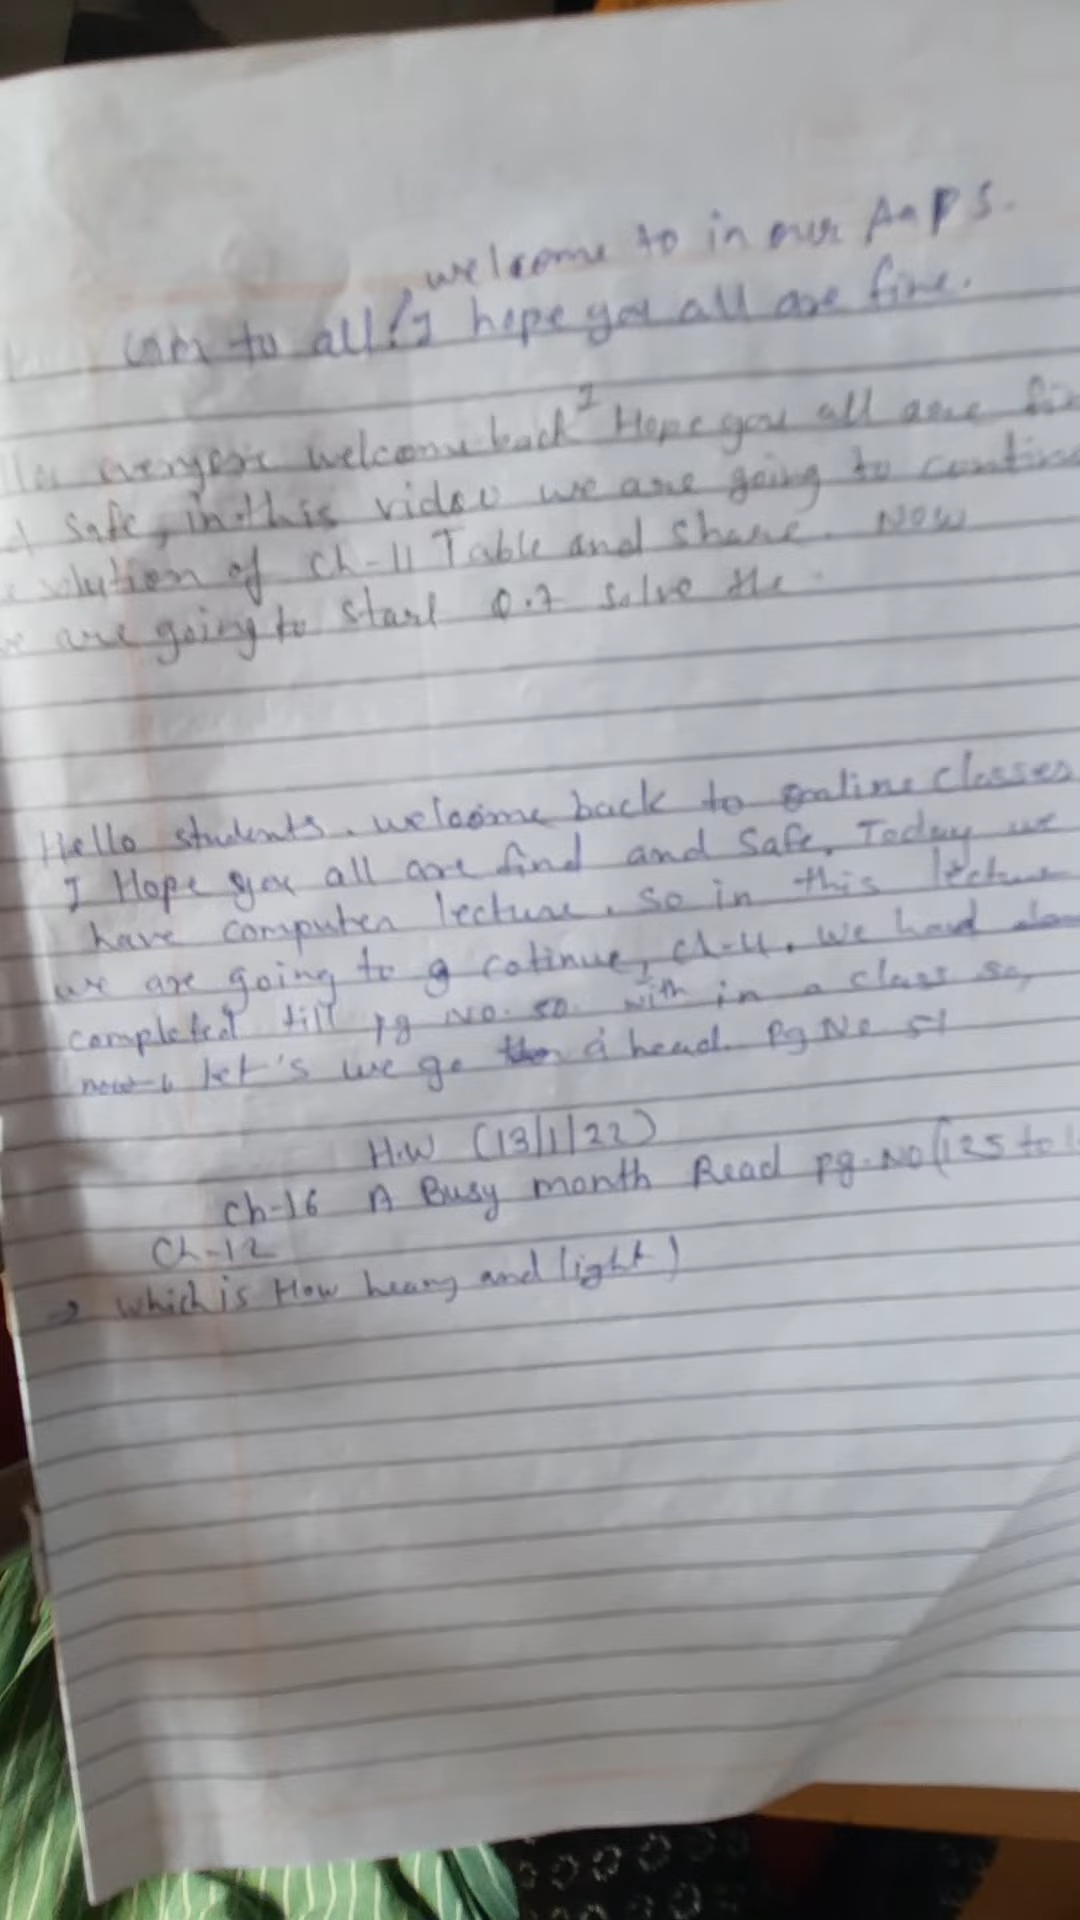 welcome to in our AAPS.
to all! I hope you all are fine.
everyone welcome back I Hope you all are
safe, in this video we are going to
of Ch-11 Table and Share. Now
are going to start Q.7 solve the
Hello students. welcome back to online classes
I Hope you all are find and Safe. Today we
have computer lecture. so in this lecture
we are going to g cotinue, ch-4. We had
completed till pg No. 50. with in a class so,
now let's we go a head. Pg No 51
H.W (13/1/22)
Ch-16 A Busy month Read pg. No (125 to
Ch-12
→ which is How heavy and light)